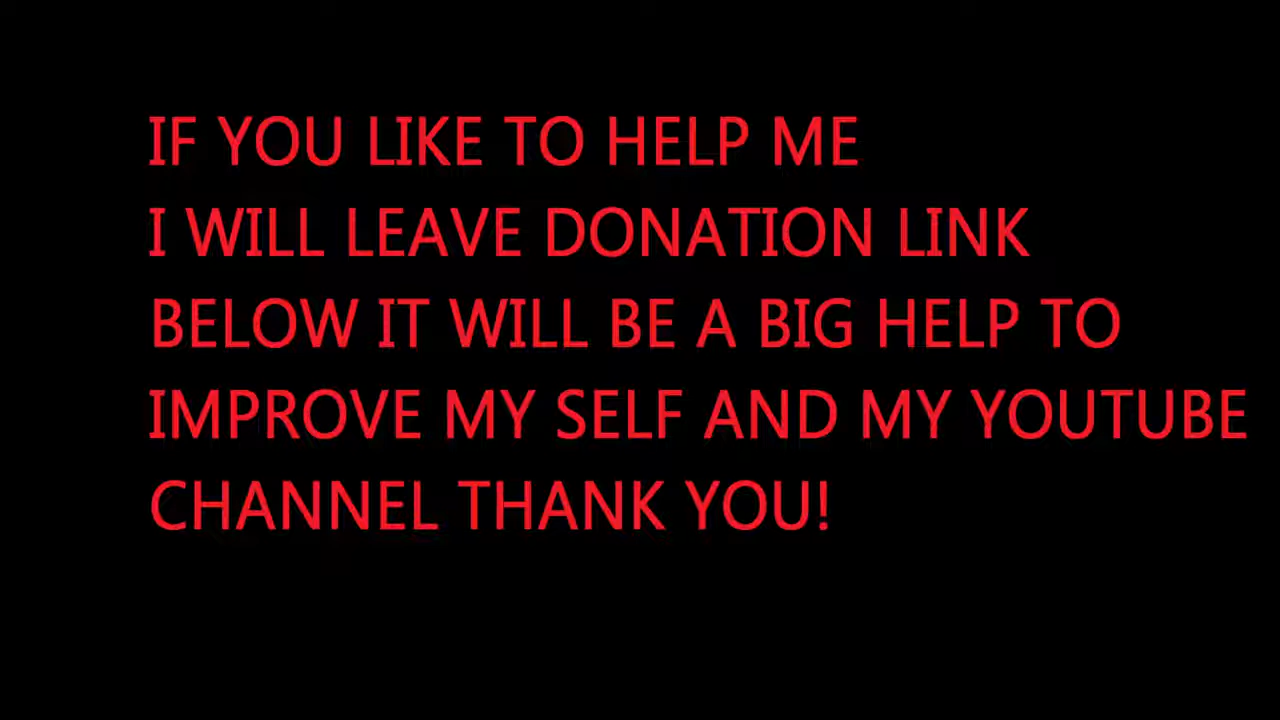 IF YOU LIKE TO HELP ME
I WILL LEAVE DONATION LINK
BELOW IT WILL BE A BIG HELP TO
IMPROVE MY SELF AND MY YOUTUBE
CHANNEL THANK YOU!